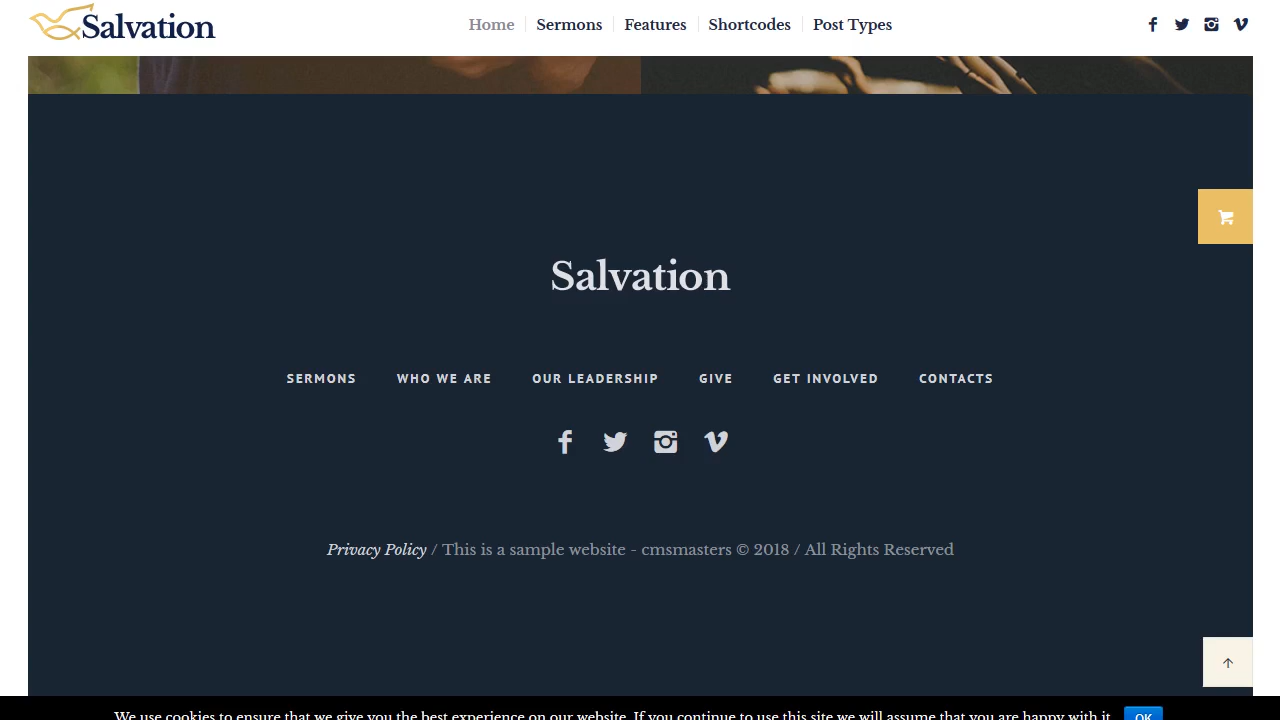 Salvation
Home Sermons Features Shortcodes Post Types
Salvation
SERMONS WHO WE ARE OUR LEADERSHIP GIVE GET INVOLVED CONTACTS
Privacy Policy / This is a sample website - cmsmasters © 2018 / All Rights Reserved
We use cookies to ensure that we give you the best experience on our website. If you continue to use this site we will assume that you are happy with it. OK